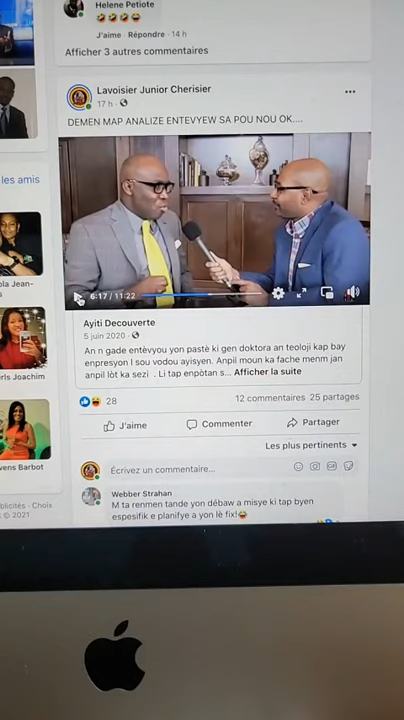 Helene Petiote
J'aime · Répondre · 14 h
Afficher 3 autres commentaires
Lavoisier Junior Cherisier
17 h ·
DEMEN MAP ANALIZE ENTEVYEW SA POU NOU OK....
6:17 / 11:22
Ayiti Decouverte
5 juin 2020 ·
An n gade entèvyou yon pastè ki gen doktora an teoloji kap bay
enpresyon l sou vodou ayisyen. Anpil moun ka fache menm jan
anpil lòt ka sezi . Li tap enpòtan s... Afficher la suite
28
12 commentaires 25 partages
J'aime
Commenter
Partager
Les plus pertinents
Écrivez un commentaire...
Webber Strahan
M ta renmen tande yon débaw a misye ki tap byen
espesifik e planifye a yon lè fix!
les amis
Joachim
Barbot
Choix
© 2021